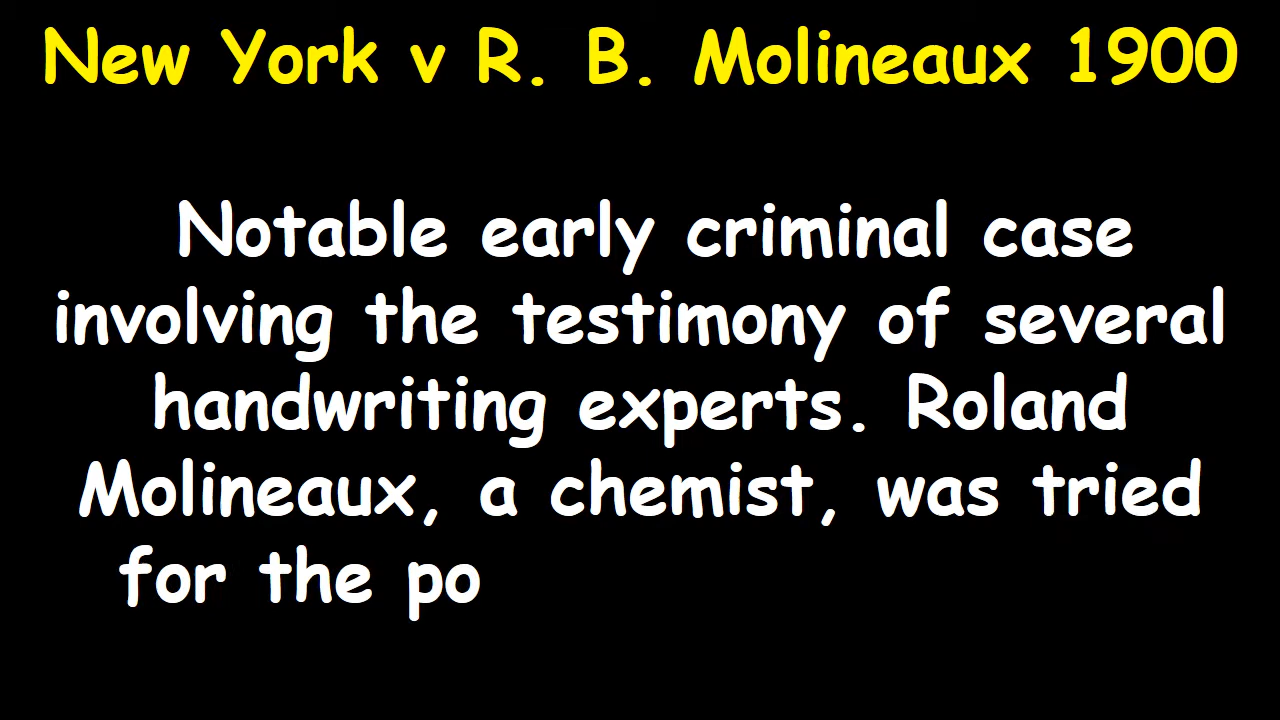 New York v R. B. Molineaux 1900
Notable early criminal case
involving the testimony of several
handwriting experts. Roland
Molineaux, a chemist, was tried
for the po